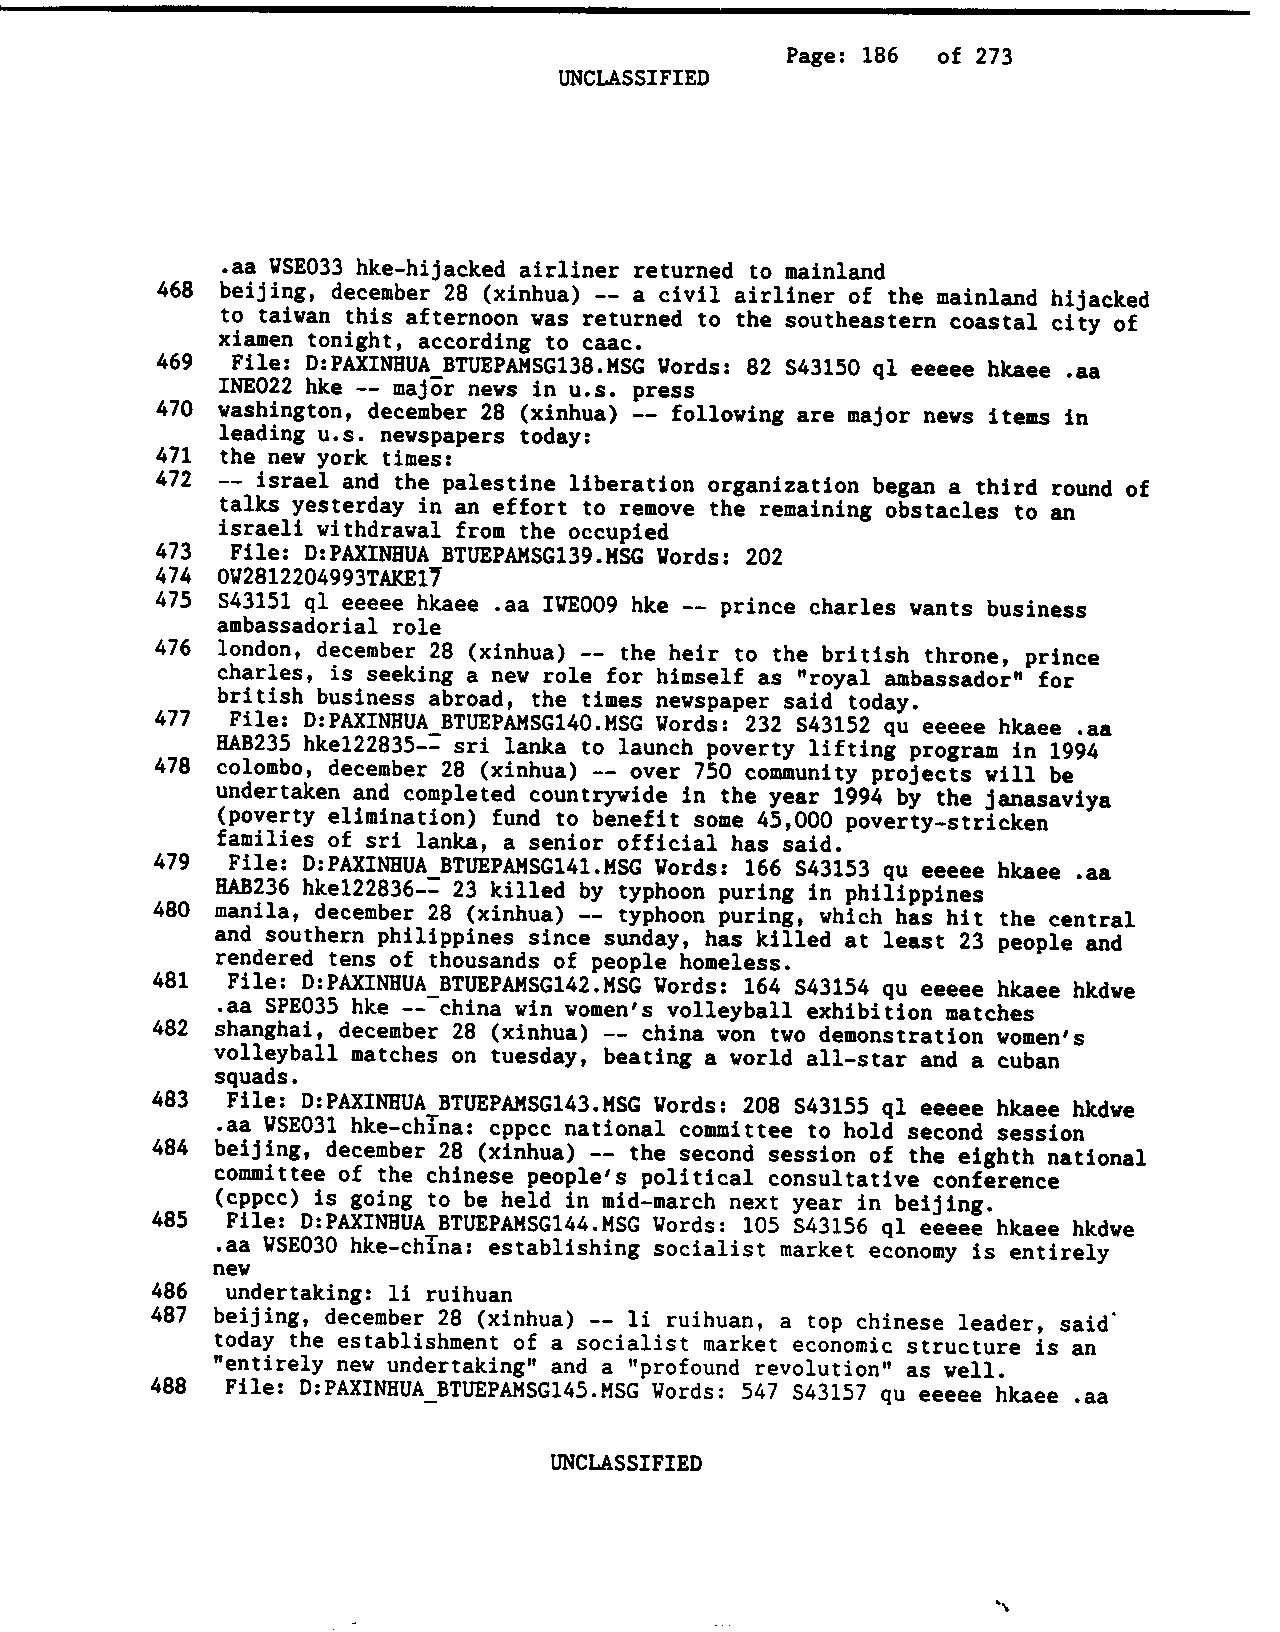 Page: 186 of 273
UNCLASSIFIED
.aa WSE033 hke-hijacked airliner returned to mainland
468 beijing, december 28 (xinhua) -- a civil airliner of the mainland hijacked
to taiwan this afternoon was returned to the southeastern coastal city of
xiamen tonight, according to caac.
469 File: D:PAXINHUA_BTUEPAMSG138.MSG Words: 82 S43150 ql eeeee hkaee .aa
INE022 hke -- major news in u.s. press
470 washington, december 28 (xinhua) -- following are major news items in
leading u.s. newspapers today:
471 the new york times:
472 -- israel and the palestine liberation organization began a third round of
talks yesterday in an effort to remove the remaining obstacles to an
israeli withdrawal from the occupied
473 File: D:PAXINHUA_BTUEPAMSG139.MSG Words: 202
474 OW2812204993TAKE17
475 S43151 ql eeeee hkaee .aa IWE009 hke -- prince charles wants business
ambassadorial role
476 london, december 28 (xinhua) -- the heir to the british throne, prince
charles, is seeking a new role for himself as "royal ambassador" for
british business abroad, the times newspaper said today.
477 File: D:PAXINHUA_BTUEPAMSG140.MSG Words: 232 S43152 qu eeeee hkaee .aa
HAB235 hke122835-- sri lanka to launch poverty lifting program in 1994
478 colombo, december 28 (xinhua) -- over 750 community projects will be
undertaken and completed countrywide in the year 1994 by the janasaviya
(poverty elimination) fund to benefit some 45,000 poverty-stricken
families of sri lanka, a senior official has said.
479 File: D:PAXINHUA_BTUEPAMSG141.MSG Words: 166 S43153 qu eeeee hkaee .aa
HAB236 hke122836-- 23 killed by typhoon puring in philippines
480 manila, december 28 (xinhua) -- typhoon puring, which has hit the central
and southern philippines since sunday, has killed at least 23 people and
rendered tens of thousands of people homeless.
481 File: D:PAXINHUA_BTUEPAMSG142.MSG Words: 164 S43154 qu eeeee hkaee hkdwe
.aa SPE035 hke -- china win women's volleyball exhibition matches
482 shanghai, december 28 (xinhua) -- china won two demonstration women's
volleyball matches on tuesday, beating a world all-star and a cuban
squads.
483 File: D:PAXINHUA_BTUEPAMSG143.MSG Words: 208 S43155 ql eeeee hkaee hkdwe
.aa WSE031 hke-china: cppcc national committee to hold second session
484 beijing, december 28 (xinhua) -- the second session of the eighth national
committee of the chinese people's political consultative conference
(cppcc) is going to be held in mid-march next year in beijing.
485 File: D:PAXINHUA_BTUEPAMSG144.MSG Words: 105 S43156 ql eeeee hkaee hkdwe
.aa WSE030 hke-china: establishing socialist market economy is entirely
new
486 undertaking: li ruihuan
487 beijing, december 28 (xinhua) -- li ruihuan, a top chinese leader, said
today the establishment of a socialist market economic structure is an
"entirely new undertaking" and a "profound revolution" as well.
488 File: D:PAXINHUA_BTUEPAMSG145.MSG Words: 547 S43157 qu eeeee hkaee .aa
UNCLASSIFIED